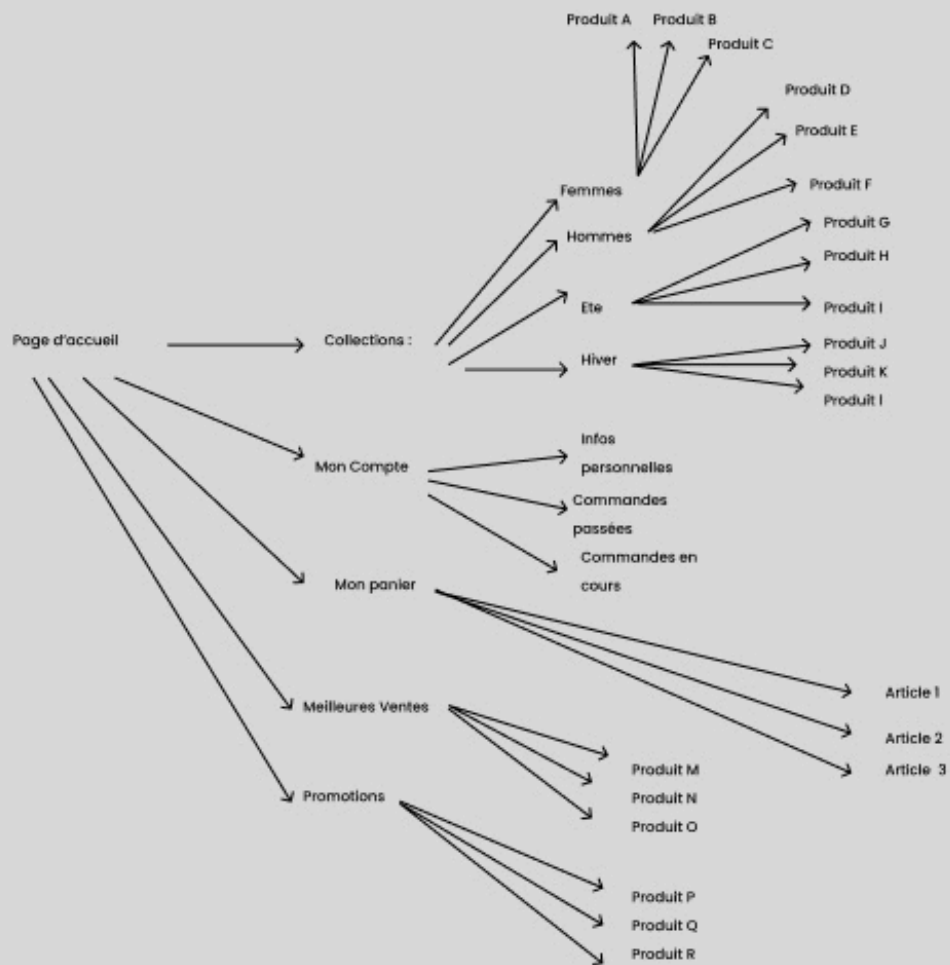 Produit A
Produit B
Produit C
Produit D
Produit E
Femmes
Produit F
Hommes
Produit G
Produit H
Ete
Produit I
Page d'accueil
Collections :
Produit J
Hiver
Produit K
Produit l
Infos
personnelles
Mon Compte
Commandes
passées
Commandes en
cours
Mon panier
Article 1
Meilleures Ventes
Article 2
Produit M
Article 3
Promotions
Produit N
Produit O
Produit P
Produit Q
Produit R